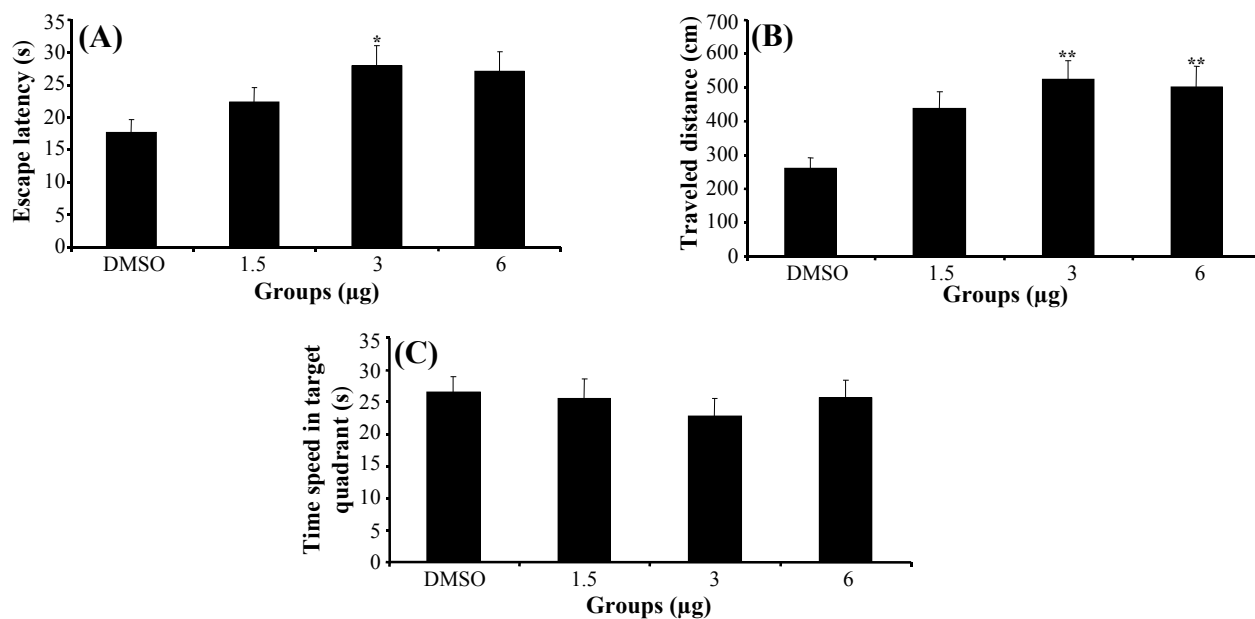 (A)
Escape latency (s)
35
30
25
20
15
10
5
0
*
DMSO 1.5 3 6
Groups (µg)
(B)
Traveled distance (cm)
700
600
500
400
300
200
100
0
** **
DMSO 1.5 3 6
Groups (µg)
(C)
Time speed in target
quadrant (s)
35
30
25
20
15
10
5
0
DMSO 1.5 3 6
Groups (µg)